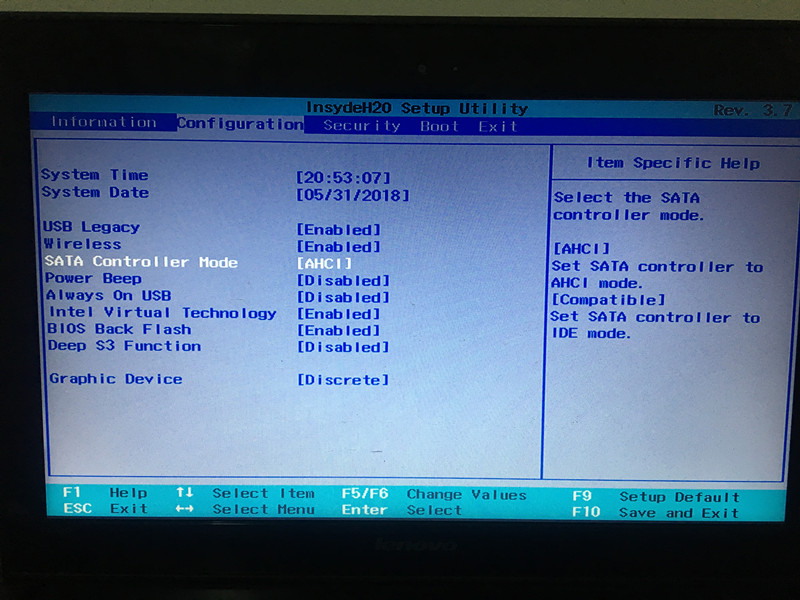 InsydeH20 Setup Utility Rev. 3.7
Information Configuration Security Boot Exit
System Time [20:53:07]
System Date [05/31/2018]
USB Legacy [Enabled]
Wireless [Enabled]
SATA Controller Mode [AHCI]
Power Beep [Disabled]
Always On USB [Disabled]
Intel Virtual Technology [Enabled]
BIOS Back Flash [Enabled]
Deep S3 Function [Disabled]
Graphic Device [Discrete]
Item Specific Help
Select the SATA
controller mode.
[AHCI]
Set SATA controller to
AHCI mode.
[Compatible]
Set SATA controller to
IDE mode.
F1 Help ↑↓ Select Item F5/F6 Change Values F9 Setup Default
ESC Exit ←→ Select Menu Enter Select F10 Save and Exit
lenovo